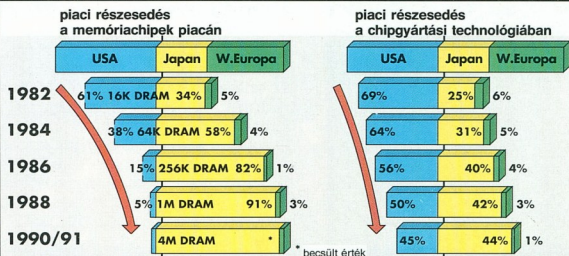 piaci részesedés
a memóriachipek piacán
USA Japan W.Europa
1982 61% 16K DRAM 34% 5%
1984 38% 64K DRAM 58% 4%
1986 15% 256K DRAM 82% 1%
1988 5% 1M DRAM 91% 3%
1990/91 4M DRAM *
* becsült érték
piaci részesedés
a chipgyártási technológiában
USA Japan W.Europa
69% 25% 6%
64% 31% 5%
56% 40% 4%
50% 42% 3%
45% 44% 1%